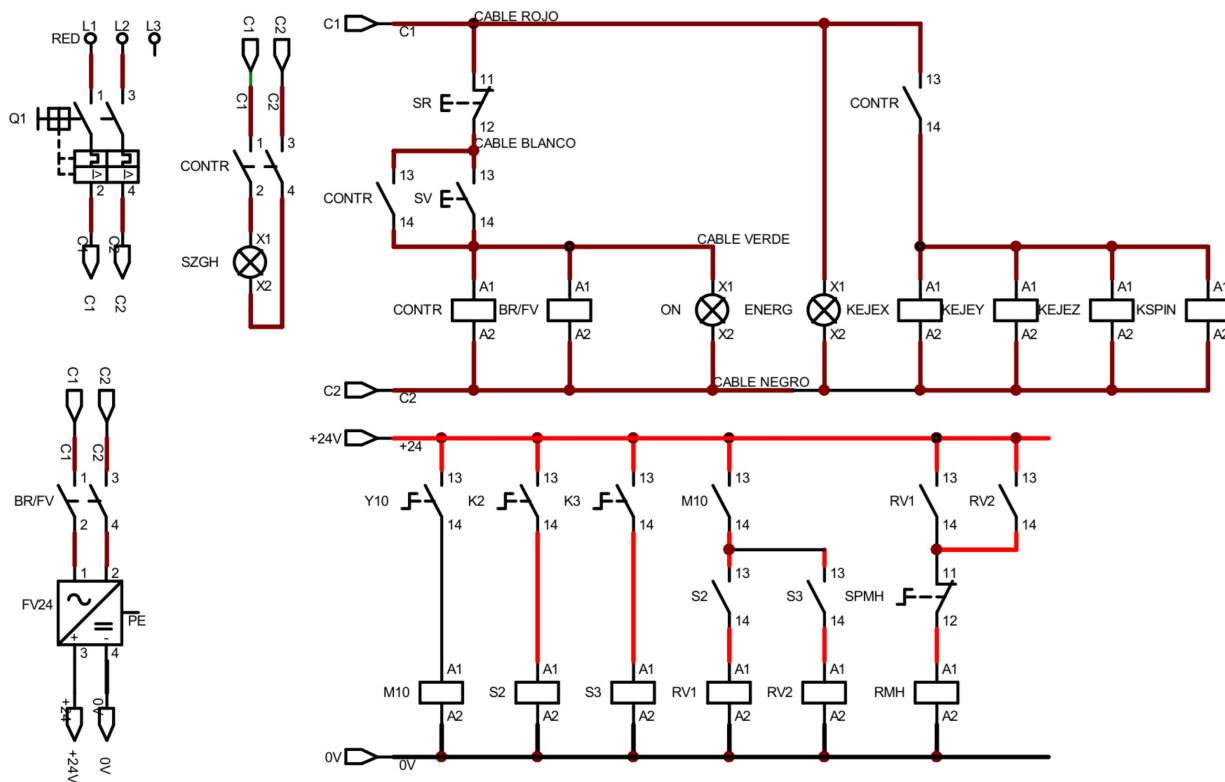 L1 L2 L3
RED
Q1
1 3
2 4
C1 C2
C1 C2
C1 C2
C1 C2
CONTR
1 3
2 4
SZGH
X1
X2
C1
C1
CABLE ROJO
SR
11
12
CABLE BLANCO
CONTR
13
14
SV
13
14
CABLE VERDE
CONTR
13
14
CONTR
A1
A2
BR/FV
A1
A2
ON
X1
X2
ENERG
X1
X2
KEJEX
A1
A2
KEJEY
A1
A2
KEJEZ
A1
A2
KSPIN
A1
A2
CABLE NEGRO
C2
C2
C1 C2
C1 C2
BR/FV
1 3
2 4
FV24
1 2
PE
+ -
3 4
+24 0V
+24V 0V
+24V
+24
Y10
13
14
K2
13
14
K3
13
14
M10
13
14
RV1
13
14
RV2
13
14
S2
13
14
S3
13
14
SPMH
11
12
M10
A1
A2
S2
A1
A2
S3
A1
A2
RV1
A1
A2
RV2
A1
A2
RMH
A1
A2
0V
0V